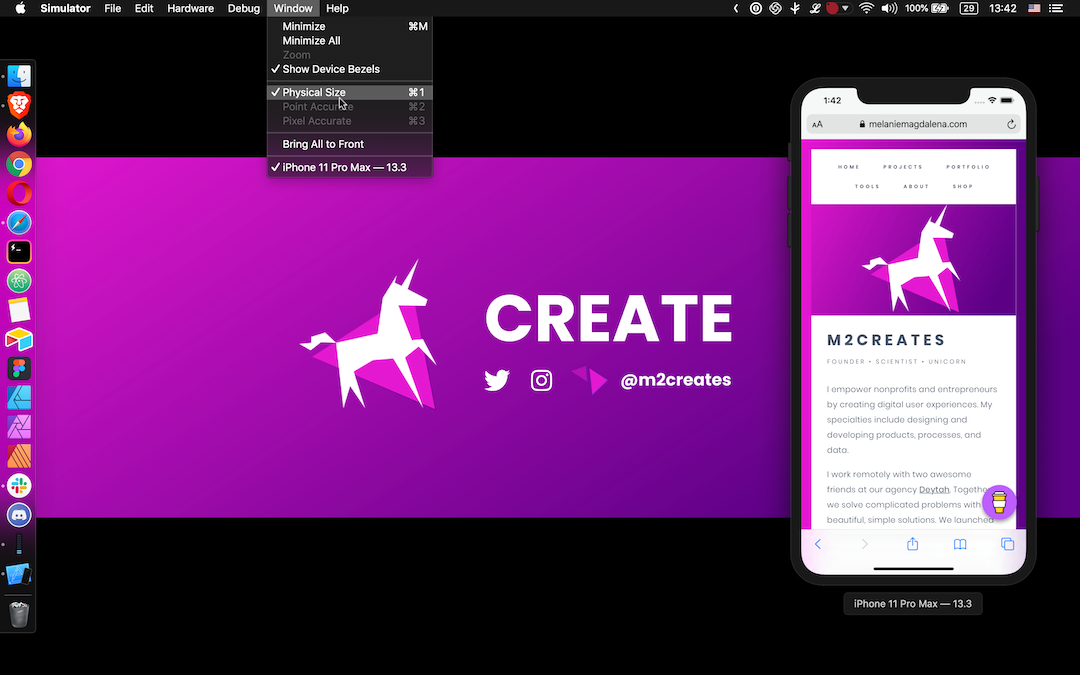 Simulator File Edit Hardware Debug Window Help
100% 29 13:42
Minimize ⌘M
Minimize All
Zoom
✓ Show Device Bezels
✓ Physical Size ⌘1
Point Accurate ⌘2
Pixel Accurate ⌘3
Bring All to Front
✓ iPhone 11 Pro Max — 13.3
CREATE
@m2creates
1:42
AA melaniemagdalena.com
HOME PROJECTS PORTFOLIO
TOOLS ABOUT SHOP
M2CREATES
FOUNDER • SCIENTIST • UNICORN
I empower nonprofits and entrepreneurs
by creating digital user experiences. My
specialties include designing and
developing products, processes, and
data.
I work remotely with two awesome
friends at our agency Deytah. Together
we solve complicated problems with
beautiful, simple solutions. We launched
iPhone 11 Pro Max — 13.3